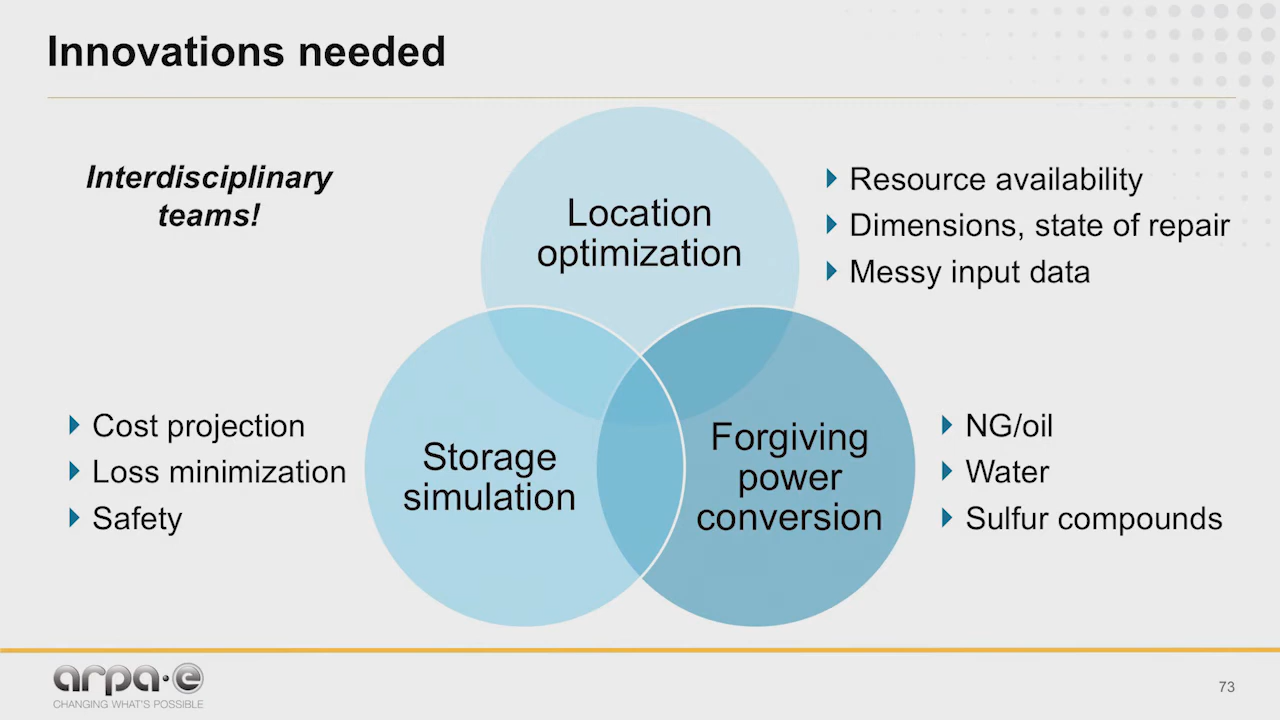 Innovations needed
Interdisciplinary
teams!
Location
optimization
Resource availability
Dimensions, state of repair
Messy input data
Cost projection
Loss minimization
Safety
Storage
simulation
Forgiving
power
conversion
NG/oil
Water
Sulfur compounds
arpa·e
CHANGING WHAT'S POSSIBLE
73